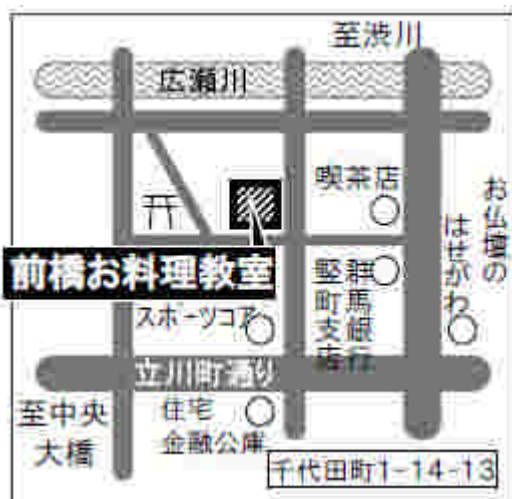 至渋川
広瀬川
喫茶店
お仏壇の
はせがわ
前橋お料理教室
群馬銀行
竪町支店
スポーツコア
立川町通り
至中央
大橋
住宅
金融公庫
千代田町1-14-13